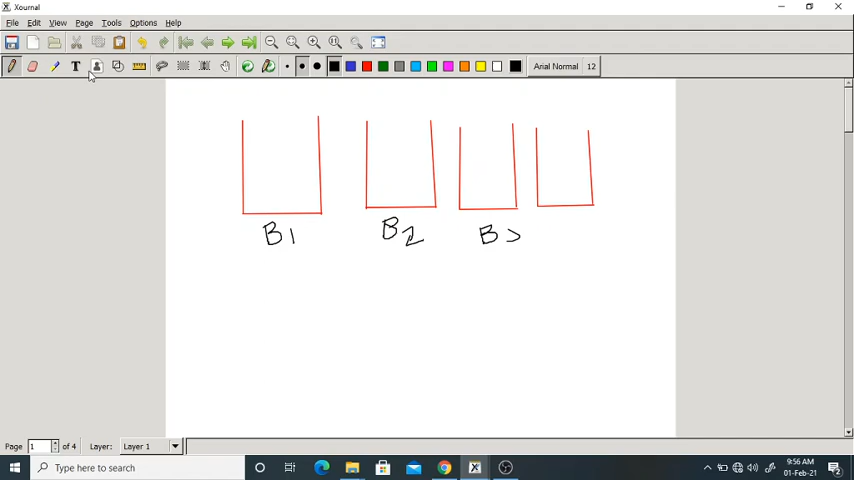 Xournal
File Edit View Page Tools Options Help
T Arial Normal 12
B1 B2 B>
Page 1 of 4 Layer: Layer 1
Type here to search
9:56 AM
01-Feb-21
2